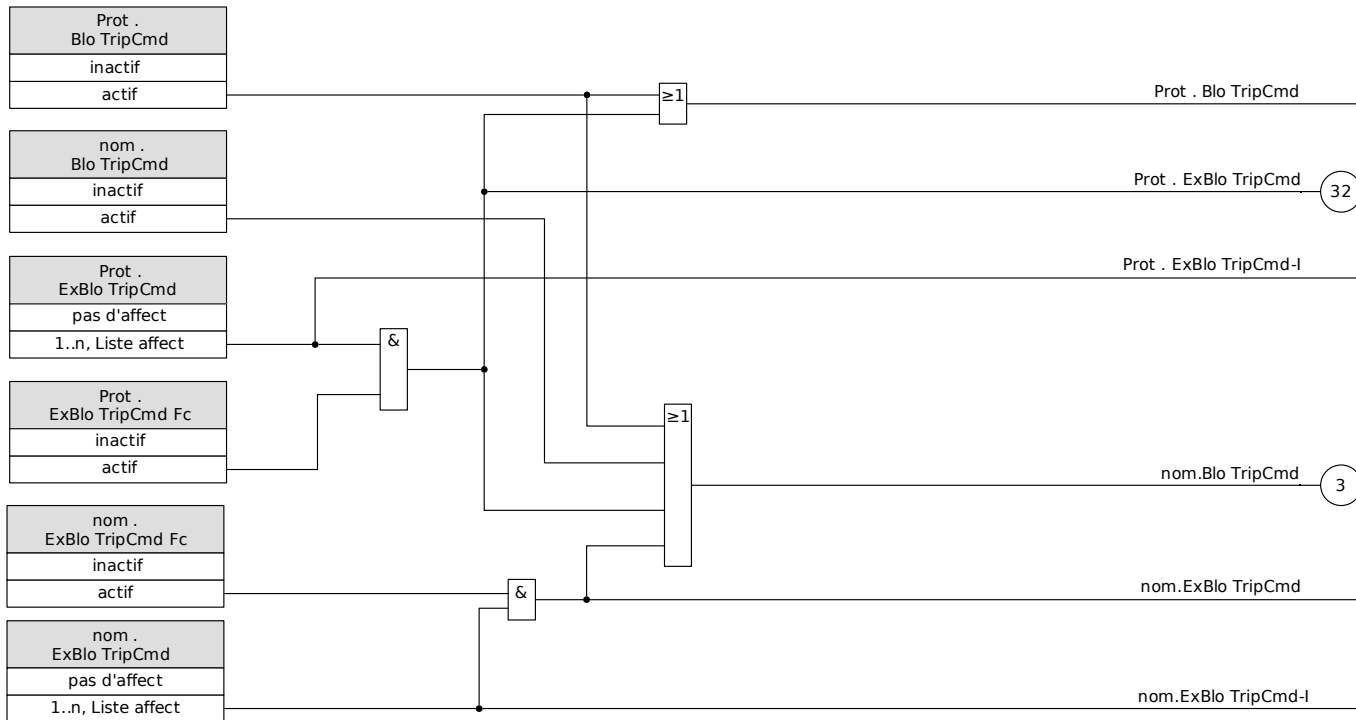 Prot .
Blo TripCmd
inactif
actif
nom .
Blo TripCmd
inactif
actif
Prot .
ExBlo TripCmd
pas d'affect
1..n, Liste affect
Prot .
ExBlo TripCmd Fc
inactif
actif
nom .
ExBlo TripCmd Fc
inactif
actif
nom .
ExBlo TripCmd
pas d'affect
1..n, Liste affect
&
&
≥1
≥1
Prot . Blo TripCmd
Prot . ExBlo TripCmd
32
Prot . ExBlo TripCmd-I
nom.Blo TripCmd
3
nom.ExBlo TripCmd
nom.ExBlo TripCmd-I